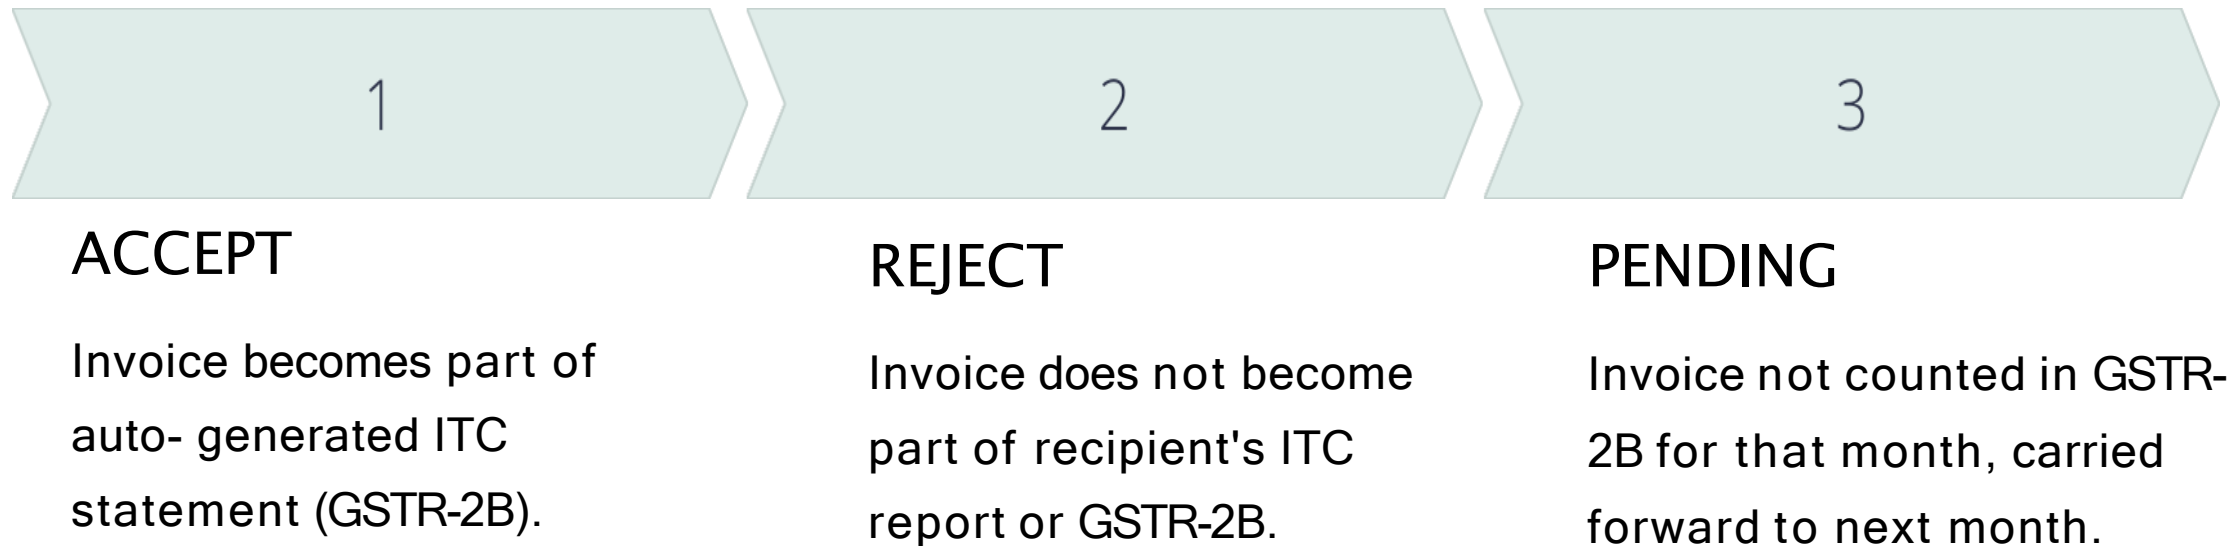 1
2
3
ACCEPT
Invoice becomes part of
auto- generated ITC
statement (GSTR-2B).
REJECT
Invoice does not become
part of recipient's ITC
report or GSTR-2B.
PENDING
Invoice not counted in GSTR-
2B for that month, carried
forward to next month.